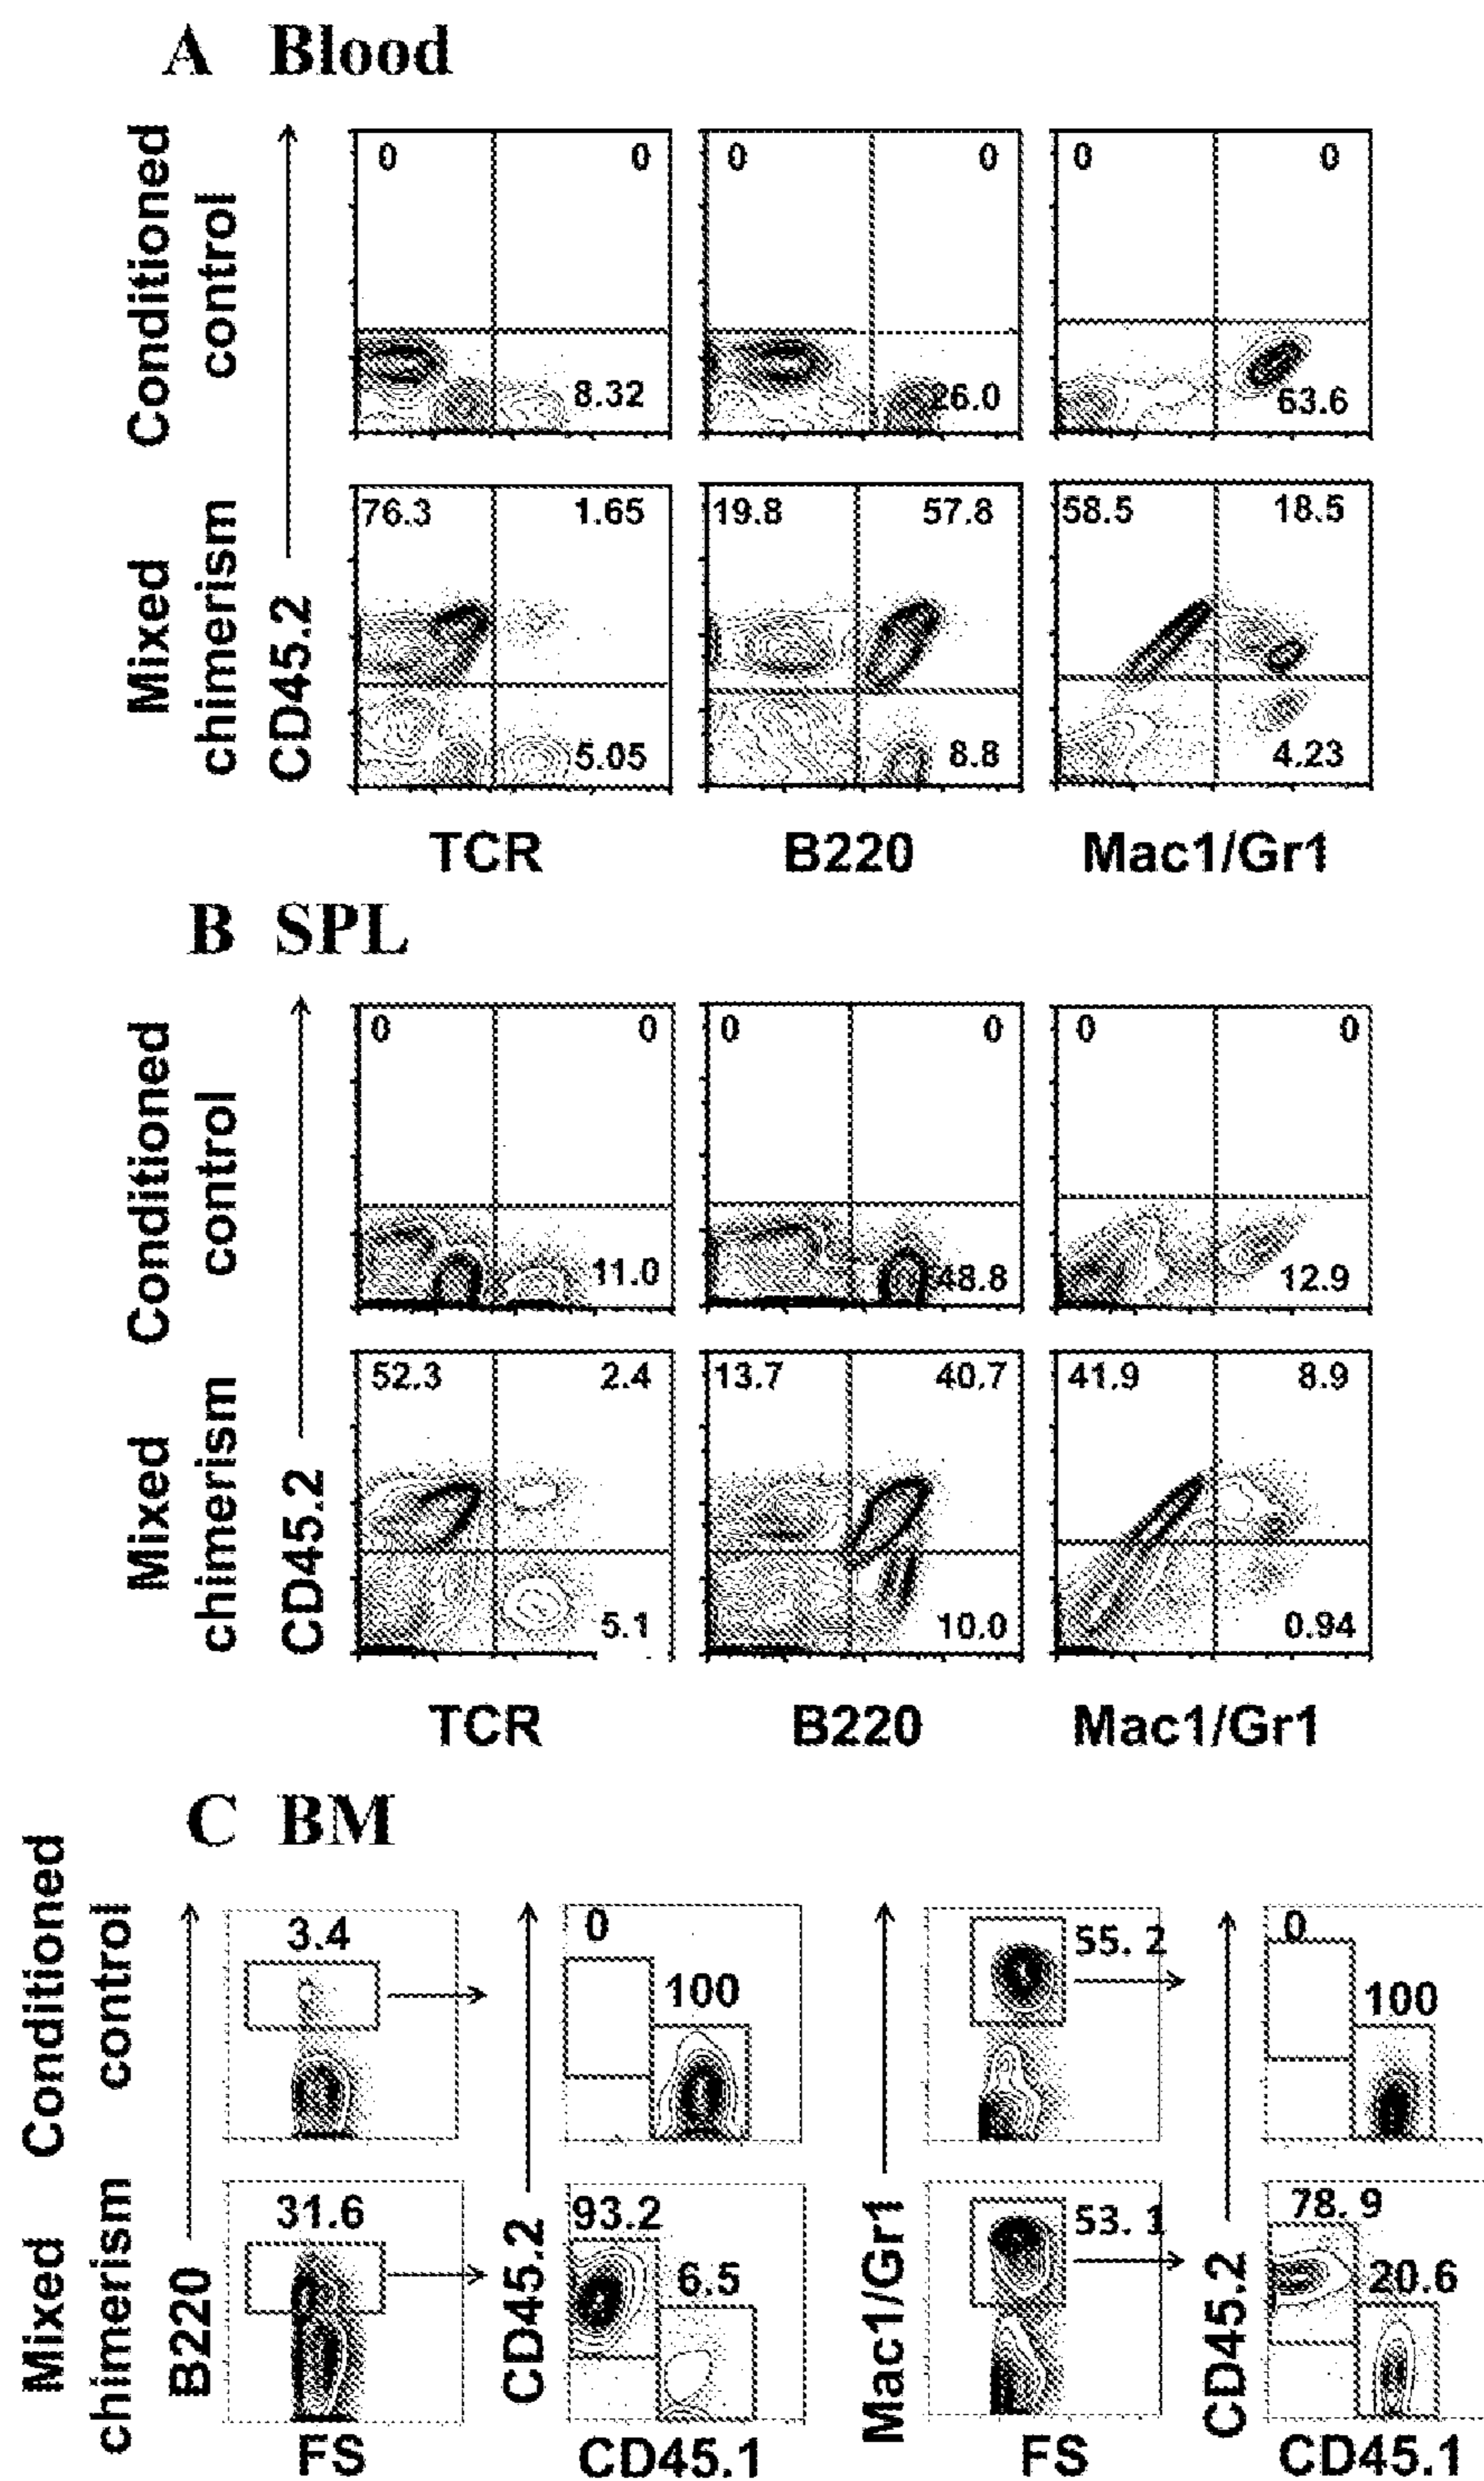 A Blood
Conditioned control
0 0 0 0 0 0
8.32 26.0 63.6
Mixed chimerism
CD45.2
76.3 1.65 19.8 57.8 58.5 18.5
5.05 8.8 4.23
TCR B220 Mac1/Gr1
B SPL
Conditioned control
0 0 0 0 0 0
11.0 48.8 12.9
Mixed chimerism
CD45.2
52.3 2.4 13.7 40.7 41.9 8.9
5.1 10.0 0.94
TCR B220 Mac1/Gr1
C BM
Conditioned control
3.4 0 100 55.2 0 100
Mixed chimerism
B220 CD45.2 Mac1/Gr1 CD45.2
31.6 93.2 6.5 53.1 78.9 20.6
FS CD45.1 FS CD45.1